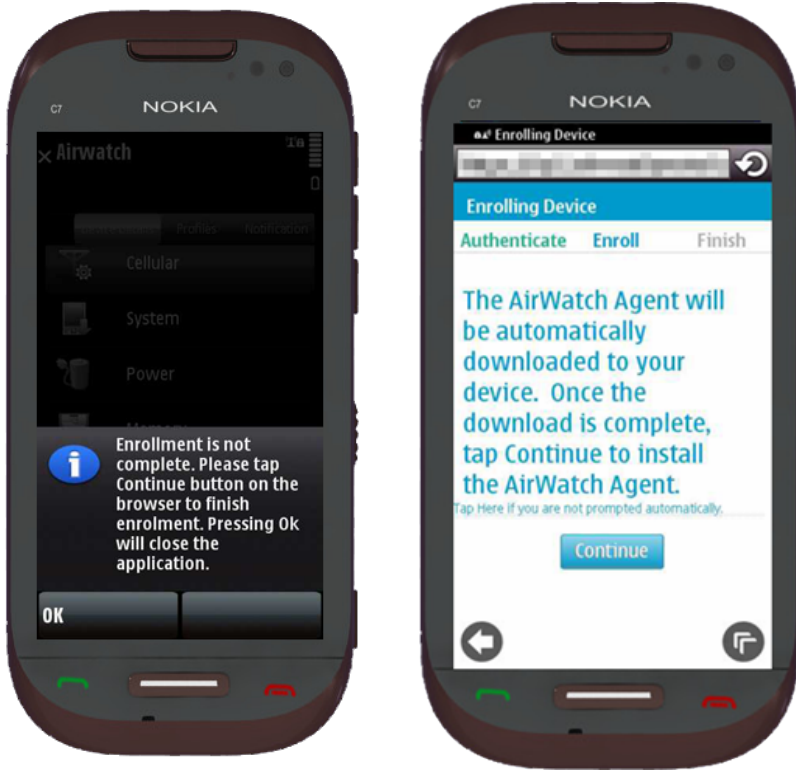 C7
NOKIA
Airwatch
Profiles Notification
Cellular
System
Power
Memory
Enrollment is not
complete. Please tap
Continue button on the
browser to finish
enrolment. Pressing Ok
will close the
application.
OK
C7
NOKIA
Enrolling Device
Enrolling Device
Authenticate Enroll Finish
The AirWatch Agent will
be automatically
downloaded to your
device. Once the
download is complete,
tap Continue to install
the AirWatch Agent.
Tap Here if you are not prompted automatically.
Continue